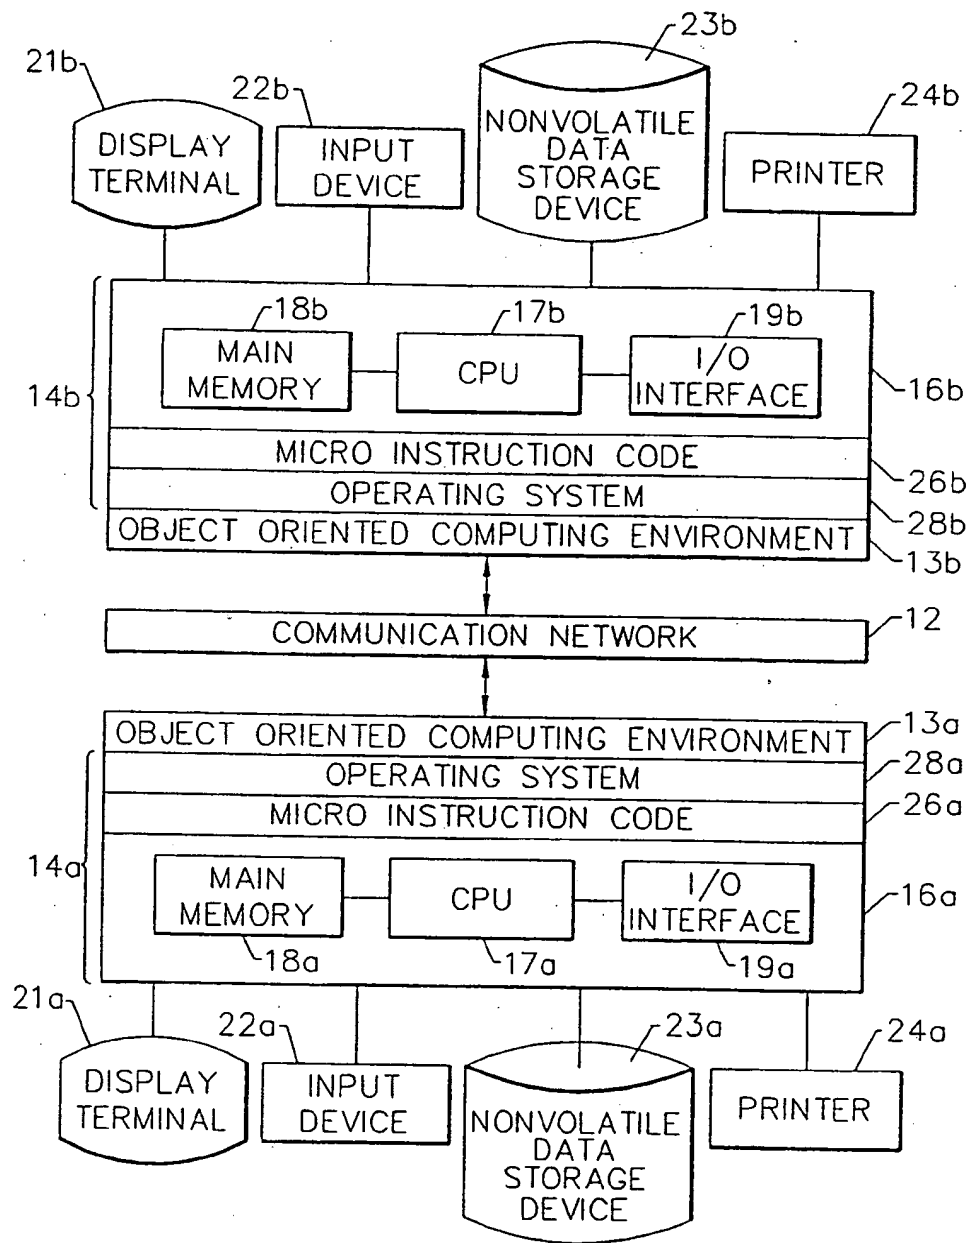 23b
21b
22b
24b
DISPLAY
TERMINAL
INPUT
DEVICE
NONVOLATILE
DATA
STORAGE
DEVICE
PRINTER
18b
17b
19b
MAIN
MEMORY
CPU
I/O
INTERFACE
14b
16b
MICRO INSTRUCTION CODE
26b
OPERATING SYSTEM
28b
OBJECT ORIENTED COMPUTING ENVIRONMENT
13b
COMMUNICATION NETWORK
12
OBJECT ORIENTED COMPUTING ENVIRONMENT
13a
OPERATING SYSTEM
28a
MICRO INSTRUCTION CODE
26a
14a
MAIN
MEMORY
CPU
I/O
INTERFACE
16a
18a
17a
19a
21a
22a
23a
24a
DISPLAY
TERMINAL
INPUT
DEVICE
NONVOLATILE
DATA
STORAGE
DEVICE
PRINTER